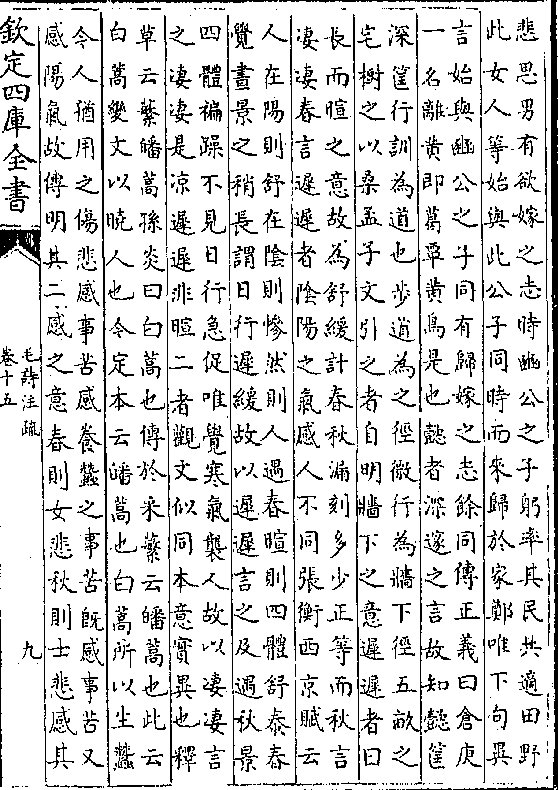 悲思男有欲嫁之志時豳公之子躬率其民共適田野
此女人等始與此公子同時而來歸於家鄭唯下句異
言始與豳公之子同有歸嫁之志餘同傳正義曰倉庚
一名離黃即葛覃黃鳥是也懿者深邃之言故知懿筐
深筐行訓為道也步道為之徑微行為牆下徑五畝之
宅樹之以桑孟子文引之者自明牆下之意遲遲者日
長而暄之意故為舒緩計春秋漏刻多少正等而秋言
凄凄春言遲遲者陰陽之氣感人不同張衡西京賦云
人在陽則舒在陰則慘然則人遇春暄則四體舒泰春
覺晝景之稍長謂日行遲緩故以遲遲言之及遇秋景
四體褊躁不見日行急促唯覺寒氣襲人故以凄凄言
之凄凄是凉遲遲非暄二者觀文似同本意實異也釋
草云蘩皤蒿孫炎曰白蒿也傳於采蘩云皤蒿也此云
白蒿變文以曉人也今定本云皤蒿也白蒿所以生蠶
今人猶用之傷悲感事苦感養蠶之事苦既感事苦又
感陽氣故傳明其二感之意春則女悲秋則士悲感其
欽定四庫全書
毛詩注疏
卷十五
九